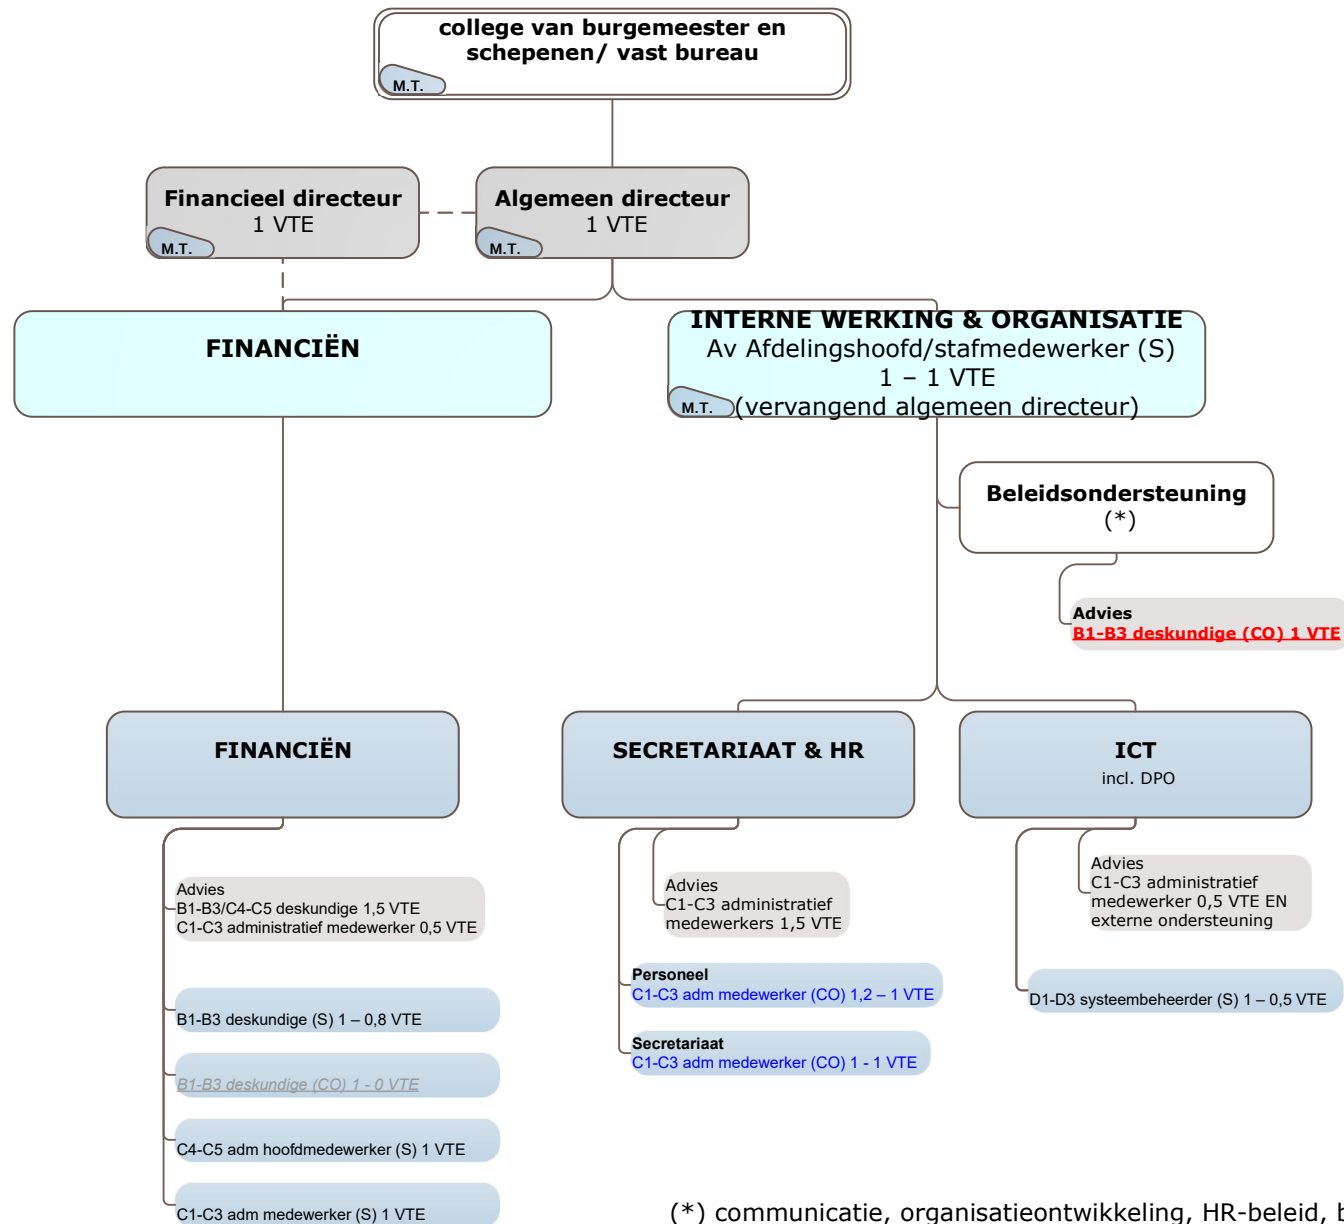 college van burgemeester en
schepenen/ vast bureau
M.T.
Financieel directeur
1 VTE
M.T.
Algemeen directeur
1 VTE
M.T.
FINANCIËN
INTERNE WERKING & ORGANISATIE
Av Afdelingshoofd/stafmedewerker (S)
1 – 1 VTE
M.T. (vervangend algemeen directeur)
Beleidsondersteuning
(*)
Advies
B1-B3 deskundige (CO) 1 VTE
FINANCIËN
Advies
B1-B3/C4-C5 deskundige 1,5 VTE
C1-C3 administratief medewerker 0,5 VTE
B1-B3 deskundige (S) 1 – 0,8 VTE
B1-B3 deskundige (CO) 1 - 0 VTE
C4-C5 adm hoofdmedewerker (S) 1 VTE
C1-C3 adm medewerker (S) 1 VTE
SECRETARIAAT & HR
Advies
C1-C3 administratief
medewerkers 1,5 VTE
Personeel
C1-C3 adm medewerker (CO) 1,2 – 1 VTE
Secretariaat
C1-C3 adm medewerker (CO) 1 - 1 VTE
ICT
incl. DPO
Advies
C1-C3 administratief
medewerker 0,5 VTE EN
externe ondersteuning
D1-D3 systeembeheerder (S) 1 – 0,5 VTE
(*) communicatie, organisatieontwikkeling, HR-beleid,